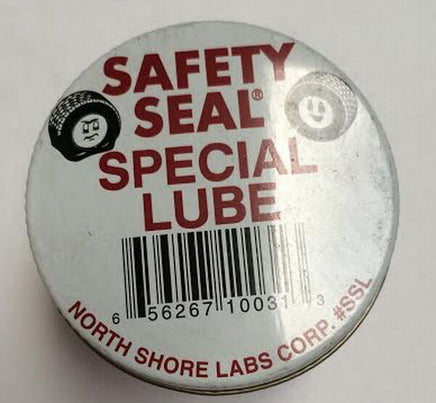 SAFETY
SEAL®
SPECIAL
LUBE
6 56267 10031 3
NORTH SHORE LABS CORP. #SSL